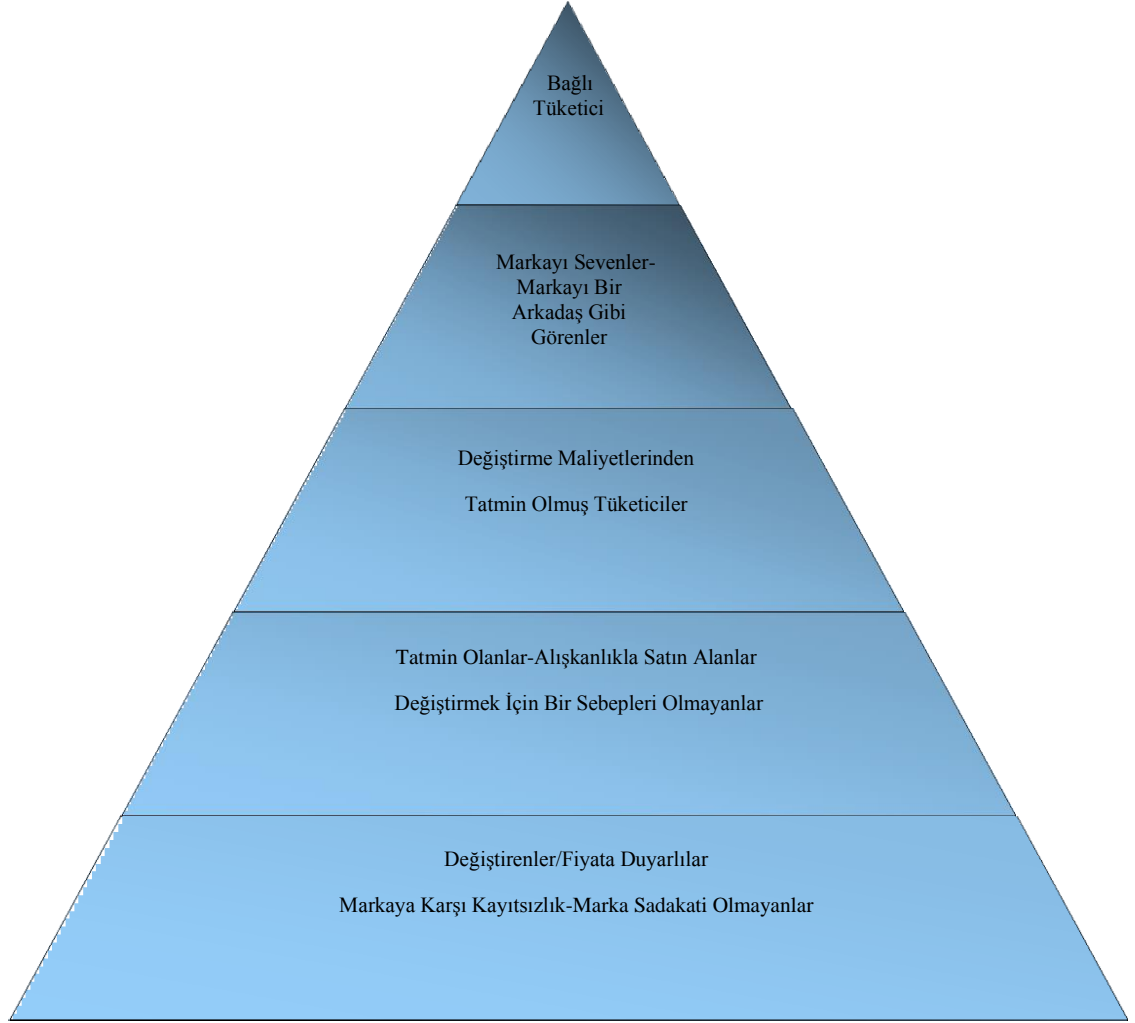 Bağlı
Tüketici
Markayı Sevenler-
Markayı Bir
Arkadaş Gibi
Görenler
Değiştirme Maliyetlerinden
Tatmin Olmuş Tüketiciler
Tatmin Olanlar-Alışkanlıkla Satın Alanlar
Değiştirmek İçin Bir Sebepleri Olmayanlar
Değiştirenler/Fiyata Duyarlılar
Markaya Karşı Kayıtsızlık-Marka Sadakati Olmayanlar